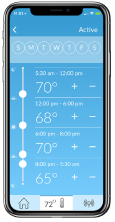 Active
S M T W T F S
5:30 am - 12:00 pm
70°
12:00 pm - 6:00 pm
68°
6:00 pm - 8:00 pm
70°
8:00 pm - 5:30 am
65°
72°